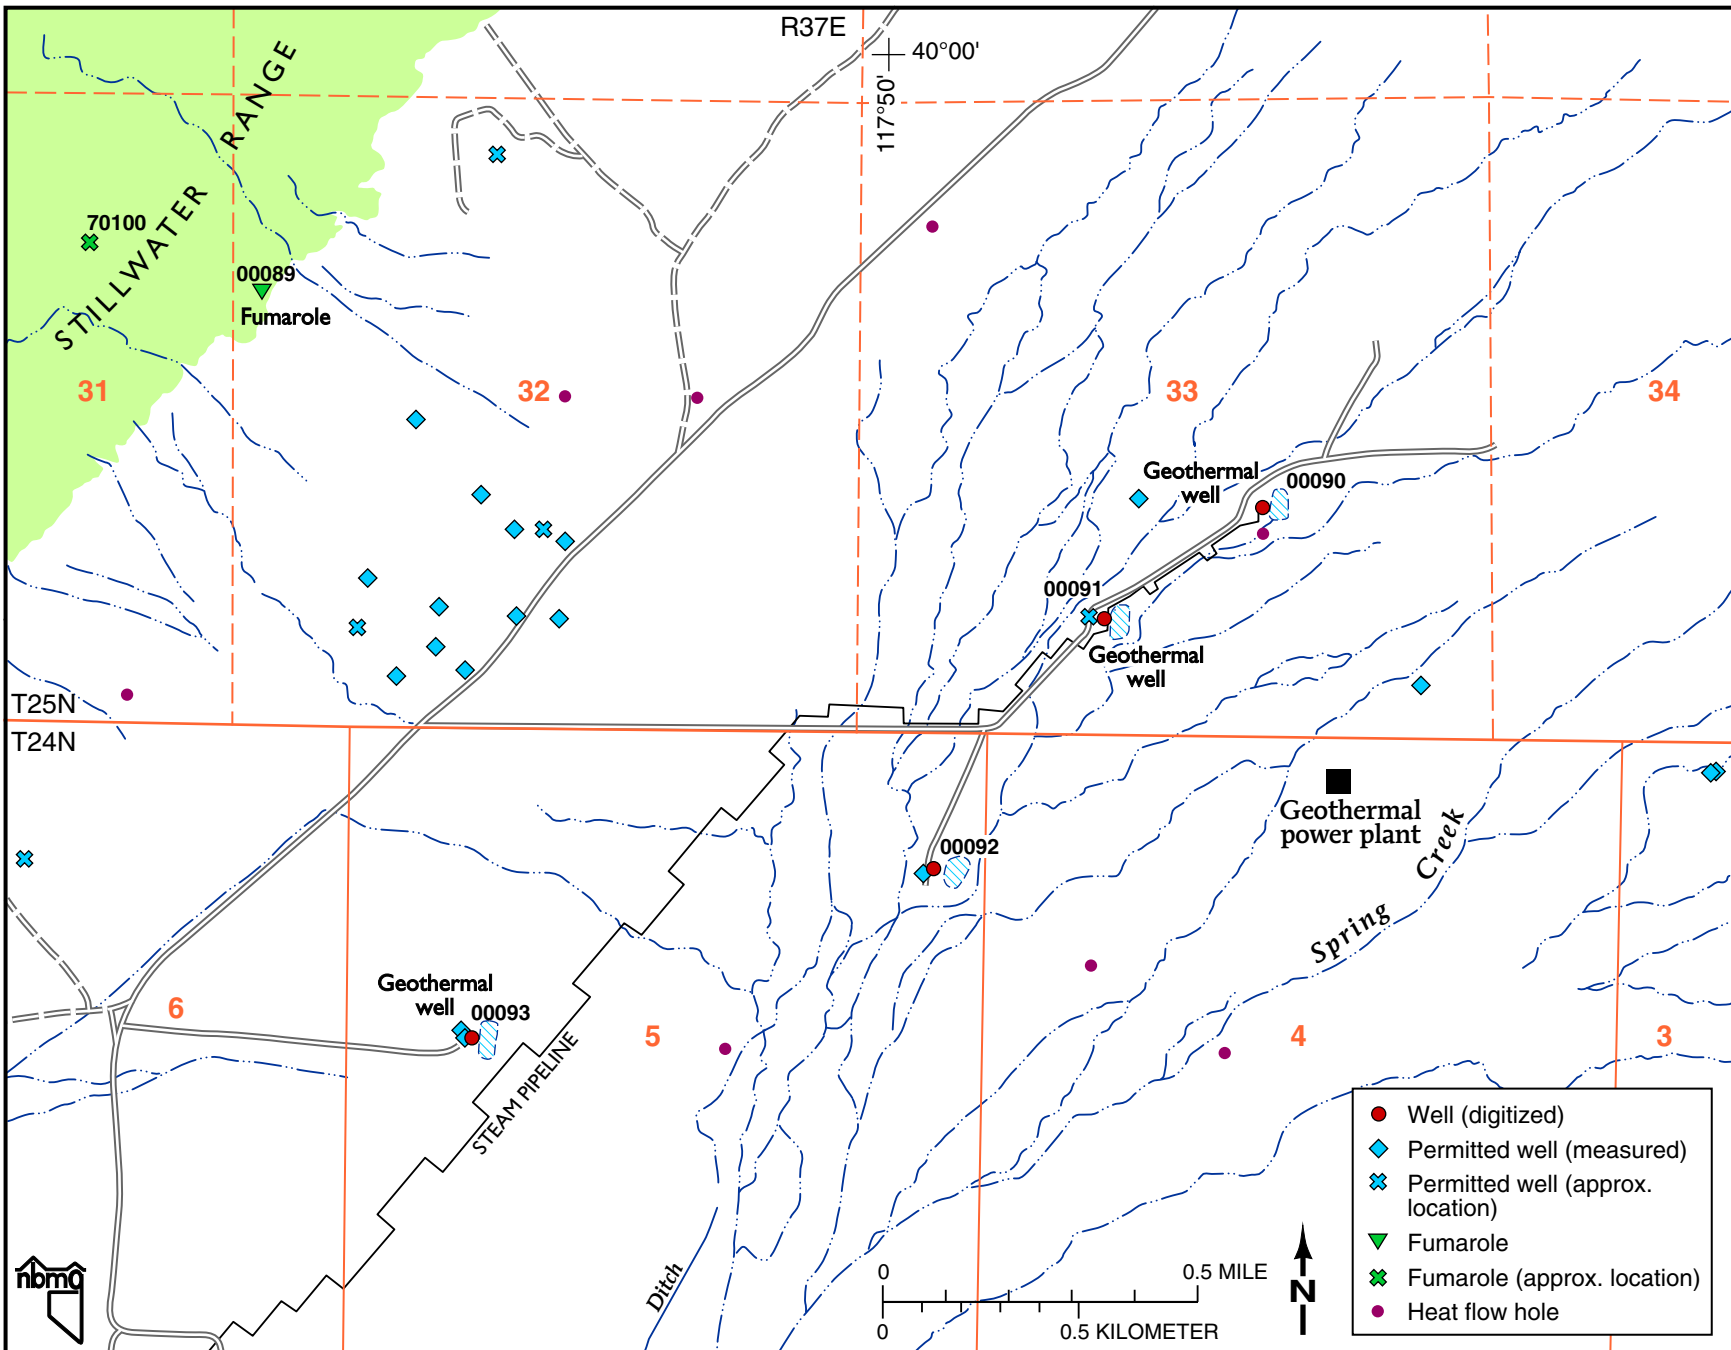 R37E
40°00'
117°50'
STILLWATER RANGE
70100
00089
Fumarole
31
32
33
34
Geothermal
well
00090
00091
Geothermal
well
T25N
T24N
Geothermal
power plant
Spring Creek
00092
Geothermal
well
00093
6
5
4
3
STEAM PIPELINE
Ditch
nbmg
0
0.5 MILE
0
0.5 KILOMETER
N
Well (digitized)
Permitted well (measured)
Permitted well (approx.
location)
Fumarole
Fumarole (approx. location)
Heat flow hole